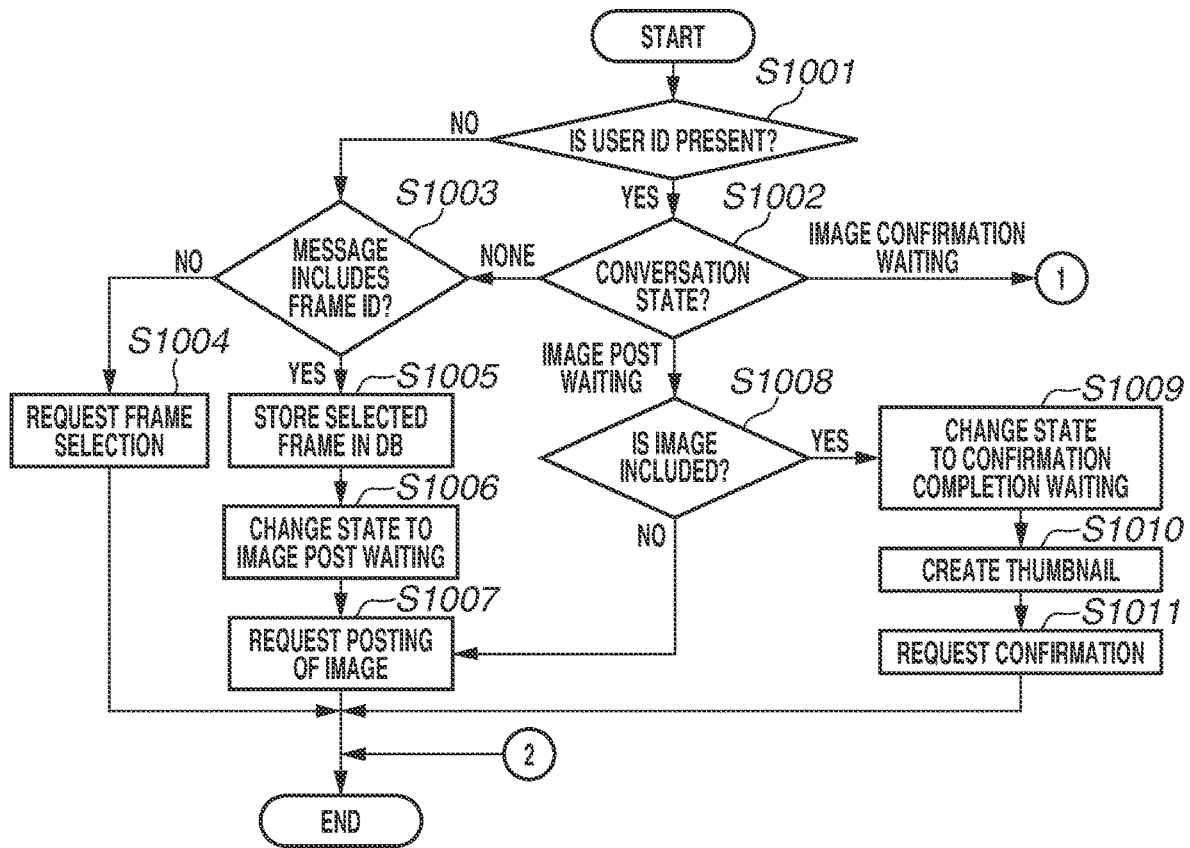 START
S1001
IS USER ID PRESENT?
NO
YES
S1002
S1003
CONVERSATION
STATE?
NONE
IMAGE CONFIRMATION
WAITING
1
MESSAGE
INCLUDES
FRAME ID?
NO
YES
IMAGE POST
WAITING
S1004
REQUEST FRAME
SELECTION
S1005
STORE SELECTED
FRAME IN DB
S1008
IS IMAGE
INCLUDED?
YES
NO
S1009
CHANGE STATE
TO CONFIRMATION
COMPLETION WAITING
S1006
CHANGE STATE TO
IMAGE POST WAITING
S1010
CREATE THUMBNAIL
S1007
REQUEST POSTING
OF IMAGE
S1011
REQUEST CONFIRMATION
2
END